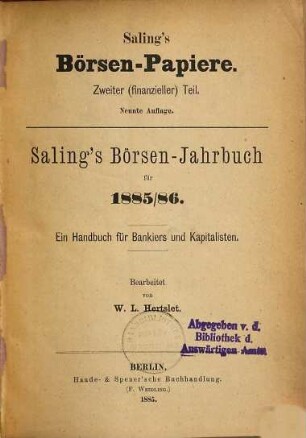 Saling's
Börsen-Papiere.
Zweiter (finanzieller) Teil.
Neunte Auflage.
Saling's Börsen-Jahrbuch
für
1885/86.
Ein Handbuch für Bankiers und Kapitalisten.
Bearbeitet
von
W. L. Hertslet.
Abgegeben v. d.
Bibliothek d.
Auswärtigen Amts
BERLIN,
Haude- & Spener'sche Buchhandlung.
(F. Weidling.)
1885.